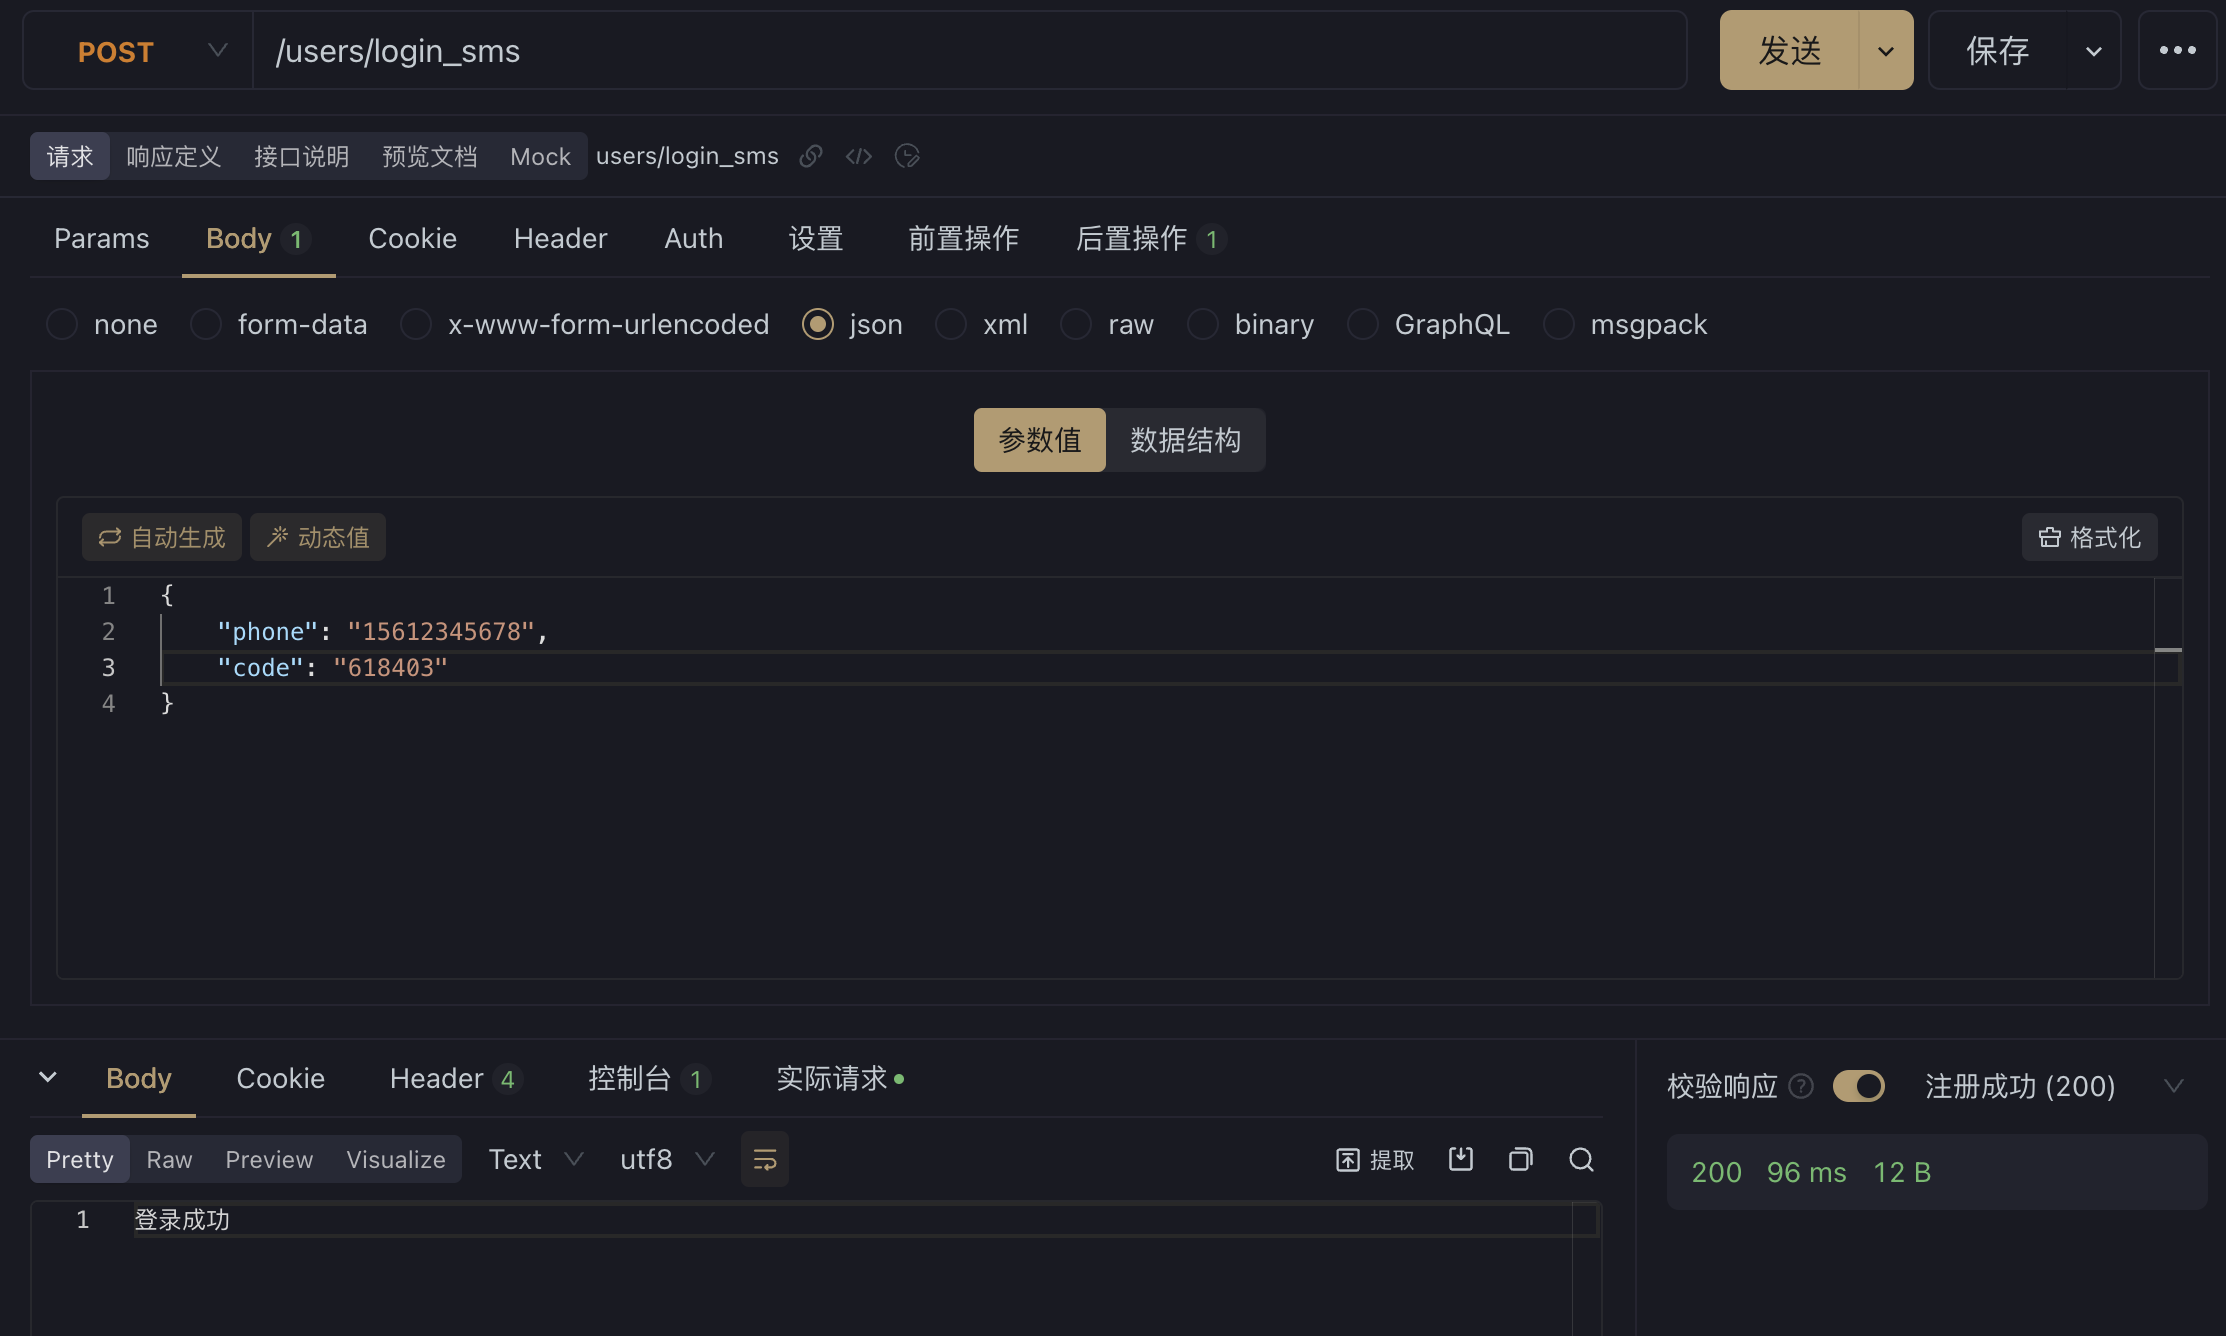 POST /users/login_sms 发送 保存
请求 响应定义 接口说明 预览文档 Mock users/login_sms
Params Body 1 Cookie Header Auth 设置 前置操作 后置操作 1
none form-data x-www-form-urlencoded json xml raw binary GraphQL msgpack
参数值 数据结构
自动生成 动态值 格式化
1 {
2 "phone": "15612345678",
3 "code": "618403"
4 }
Body Cookie Header 4 控制台 1 实际请求
校验响应 ? 注册成功 (200)
Pretty Raw Preview Visualize Text utf8 提取
200 96 ms 12 B
1 登录成功